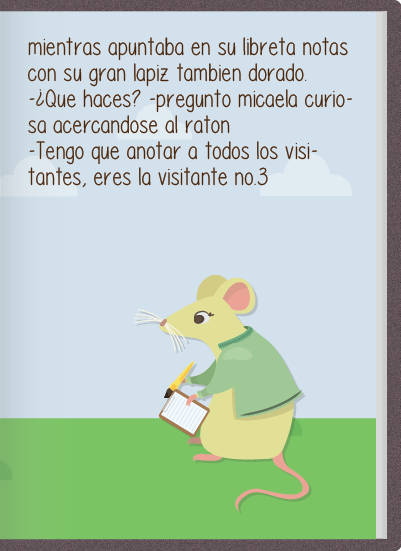 mientras apuntaba en su libreta notas
con su gran lapiz tambien dorado.
-¿Que haces? -pregunto micaela curio-
sa acercandose al raton
-Tengo que anotar a todos los visi-
tantes, eres la visitante no.3